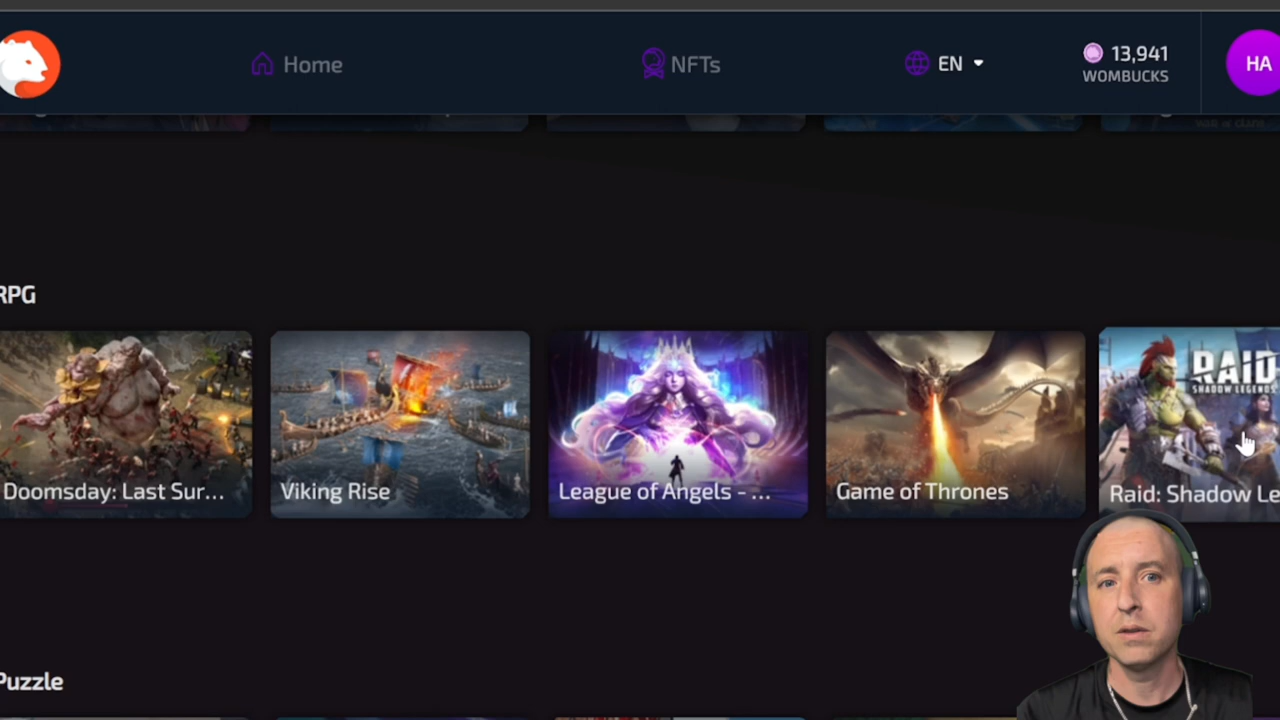 Home
NFTs
EN
13,941
WOMBUCKS
HA
RPG
RAID
SHADOW LEGENDS
Doomsday: Last Sur...
Viking Rise
League of Angels - ...
Game of Thrones
Raid: Shadow Le
Puzzle